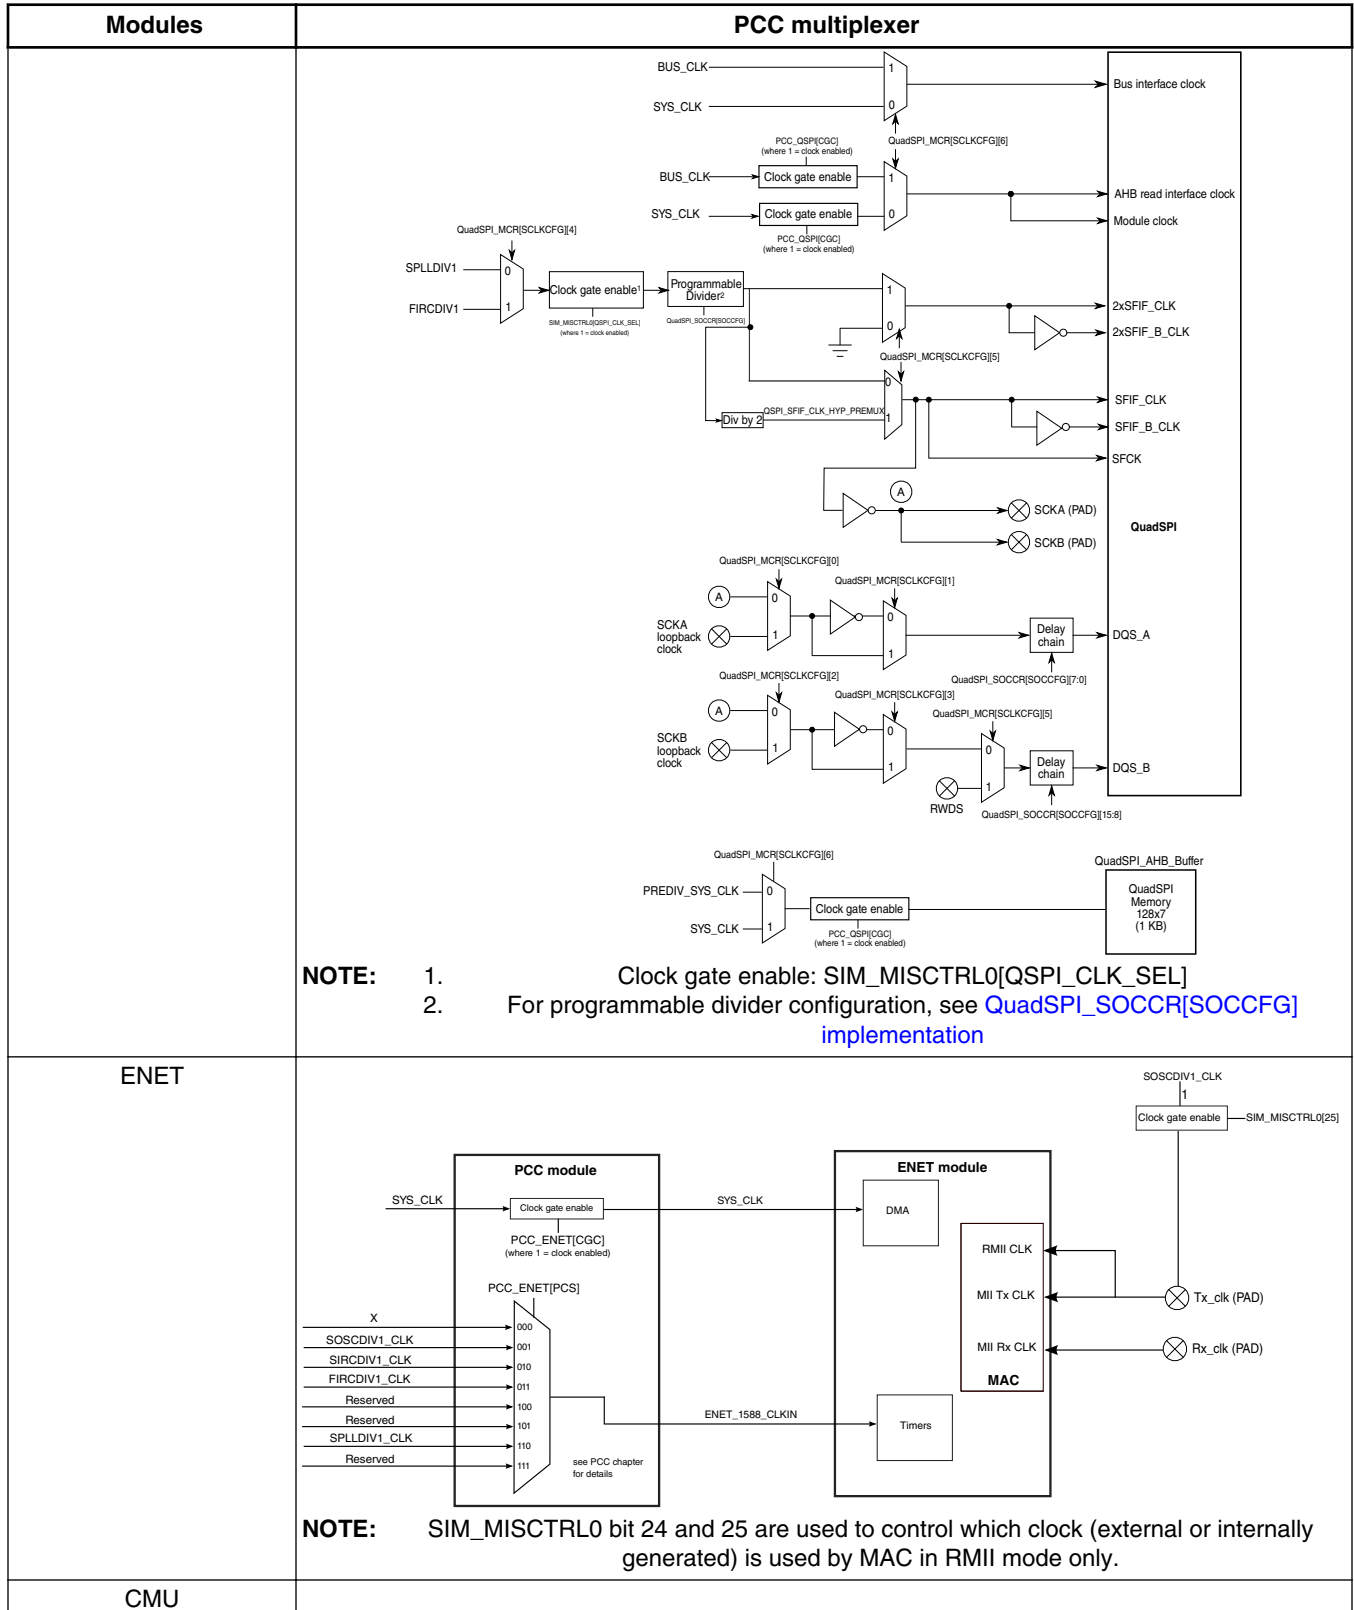 Modules
PCC multiplexer
BUS_CLK
1
Bus interface clock
SYS_CLK
0
PCC_QSPI[CGC]
(where 1 = clock enabled)
QuadSPI_MCR[SCLKCFG][6]
BUS_CLK
Clock gate enable
1
AHB read interface clock
SYS_CLK
Clock gate enable
0
Module clock
PCC_QSPI[CGC]
(where 1 = clock enabled)
QuadSPI_MCR[SCLKCFG][4]
SPLLDIV1
0
FIRCDIV1
1
Clock gate enable1
SIM_MISCTRL0[QSPI_CLK_SEL]
(where 1 = clock enabled)
Programmable
Divider2
QuadSPI_SOCCR[SOCCFG]
1
2xSFIF_CLK
0
2xSFIF_B_CLK
QuadSPI_MCR[SCLKCFG][5]
0
SFIF_CLK
Div by 2
QSPI_SFIF_CLK_HYP_PREMUX
1
SFIF_B_CLK
SFCK
A
SCKA (PAD)
SCKB (PAD)
QuadSPI
QuadSPI_MCR[SCLKCFG][0]
QuadSPI_MCR[SCLKCFG][1]
A
0
0
SCKA
loopback
clock
1
1
Delay
chain
DQS_A
QuadSPI_SOCCR[SOCCFG][7:0]
QuadSPI_MCR[SCLKCFG][2]
QuadSPI_MCR[SCLKCFG][3]
QuadSPI_MCR[SCLKCFG][5]
A
0
0
0
SCKB
loopback
clock
1
1
1
Delay
chain
DQS_B
RWDS
QuadSPI_SOCCR[SOCCFG][15:8]
QuadSPI_MCR[SCLKCFG][6]
PREDIV_SYS_CLK
0
SYS_CLK
1
Clock gate enable
PCC_QSPI[CGC]
(where 1 = clock enabled)
QuadSPI_AHB_Buffer
QuadSPI
Memory
128x7
(1 KB)
NOTE: 1. Clock gate enable: SIM_MISCTRL0[QSPI_CLK_SEL]
2. For programmable divider configuration, see QuadSPI_SOCCR[SOCCFG]
implementation
ENET
SOSCDIV1_CLK
1
Clock gate enable
SIM_MISCTRL0[25]
PCC module
ENET module
SYS_CLK
Clock gate enable
SYS_CLK
DMA
PCC_ENET[CGC]
(where 1 = clock enabled)
RMII CLK
MII Tx CLK
Tx_clk (PAD)
MII Rx CLK
Rx_clk (PAD)
MAC
PCC_ENET[PCS]
X
000
SOSCDIV1_CLK
001
SIRCDIV1_CLK
010
FIRCDIV1_CLK
011
Reserved
100
Reserved
101
SPLLDIV1_CLK
110
Reserved
111
ENET_1588_CLKIN
Timers
see PCC chapter
for details
NOTE: SIM_MISCTRL0 bit 24 and 25 are used to control which clock (external or internally
generated) is used by MAC in RMII mode only.
CMU